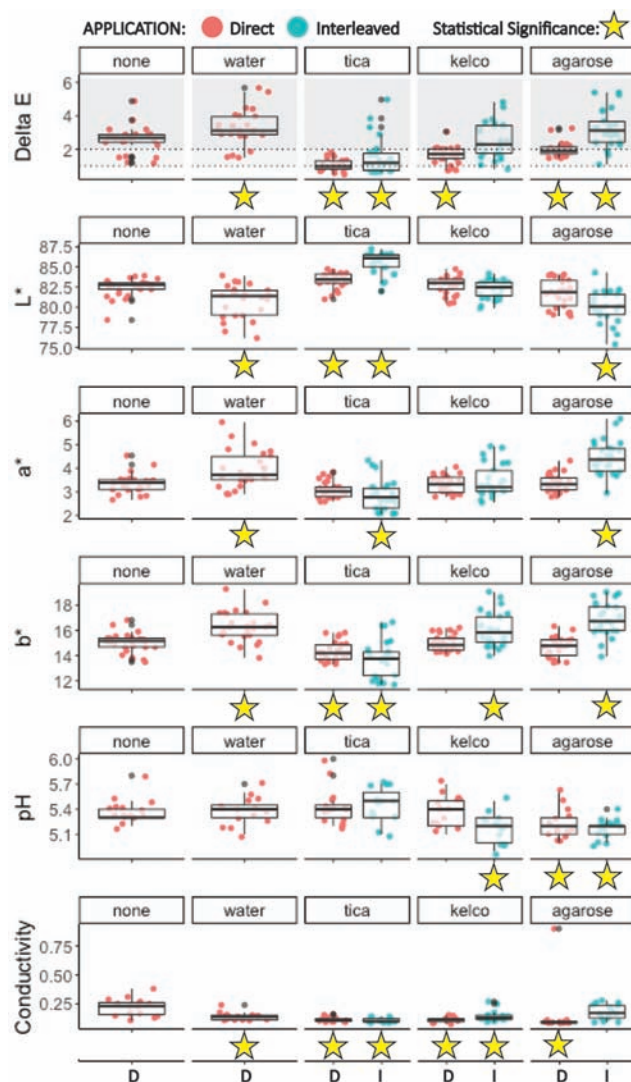 APPLICATION: Direct Interleaved Statistical Significance:
none water tica kelco agarose
Delta E
6
4
2
none water tica kelco agarose
L*
87.5
85.0
82.5
80.0
77.5
75.0
none water tica kelco agarose
a*
6
5
4
3
2
none water tica kelco agarose
b*
18
16
14
12
none water tica kelco agarose
pH
6.0
5.7
5.4
5.1
none water tica kelco agarose
Conductivity
0.75
0.50
0.25
D D D I D I D I